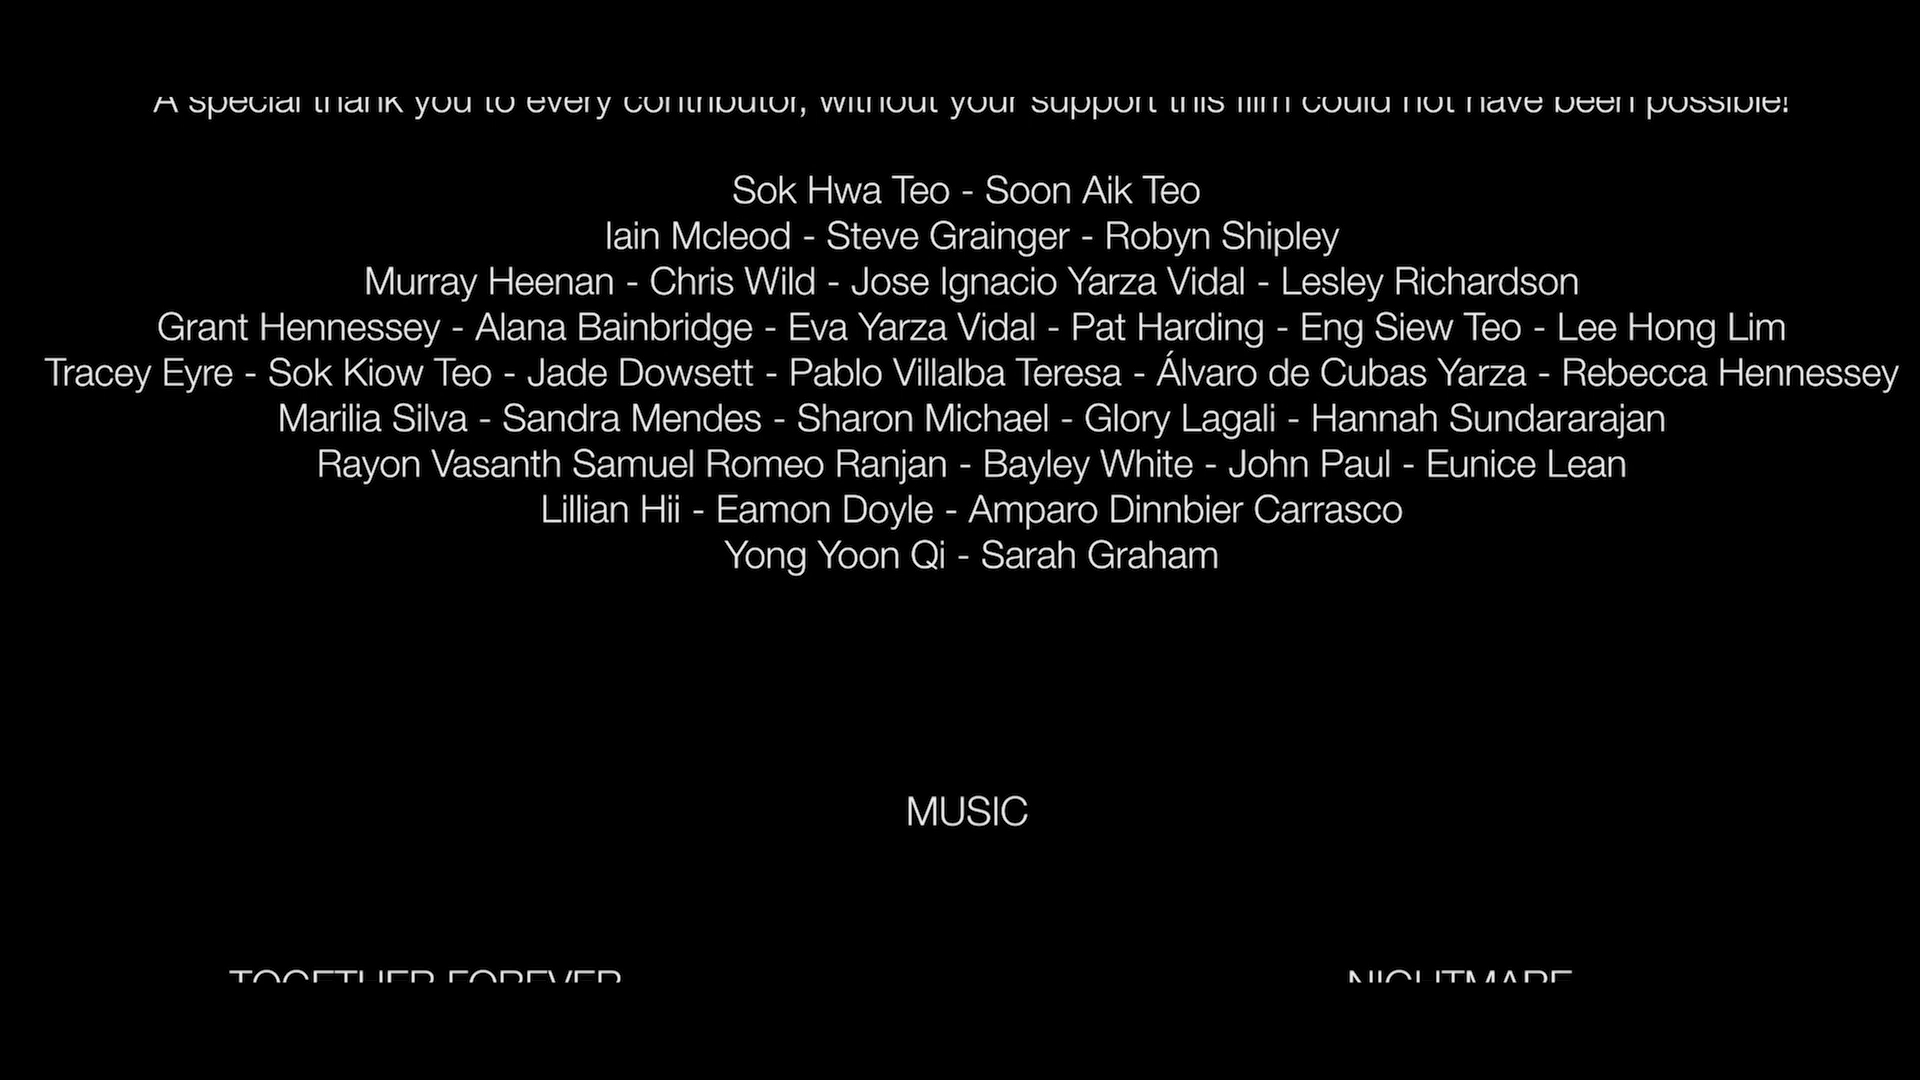 A special thank you to every contributor, without your support this film could not have been possible!
Sok Hwa Teo - Soon Aik Teo
Iain Mcleod - Steve Grainger - Robyn Shipley
Murray Heenan - Chris Wild - Jose Ignacio Yarza Vidal - Lesley Richardson
Grant Hennessey - Alana Bainbridge - Eva Yarza Vidal - Pat Harding - Eng Siew Teo - Lee Hong Lim
Tracey Eyre - Sok Kiow Teo - Jade Dowsett - Pablo Villalba Teresa - Álvaro de Cubas Yarza - Rebecca Hennessey
Marilia Silva - Sandra Mendes - Sharon Michael - Glory Lagali - Hannah Sundararajan
Rayon Vasanth Samuel Romeo Ranjan - Bayley White - John Paul - Eunice Lean
Lillian Hii - Eamon Doyle - Amparo Dinnbier Carrasco
Yong Yoon Qi - Sarah Graham
MUSIC
TOGETHER FOREVER
NIGHTMARE